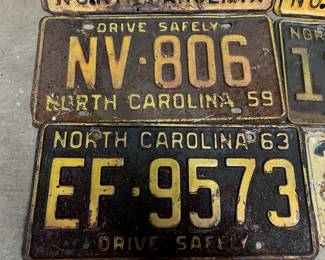 DRIVE SAFELY
NV·806
NORTH CAROLINA 59
NORTH CAROLINA 63
EF·9573
DRIVE SAFELY